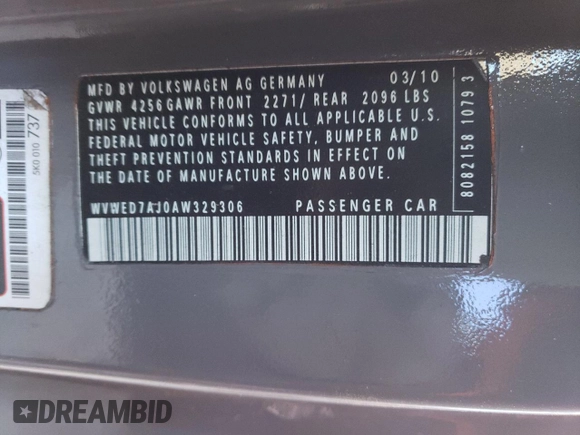 MFD BY VOLKSWAGEN AG GERMANY 03/10
GVWR 4256 GAWR FRONT 2271/ REAR 2096 LBS
THIS VEHICLE CONFORMS TO ALL APPLICABLE U.S.
FEDERAL MOTOR VEHICLE SAFETY, BUMPER AND
THEFT PREVENTION STANDARDS IN EFFECT ON
THE DATE OF MANUFACTURE SHOWN ABOVE.
WVWED7AJ0AW329306 PASSENGER CAR
8082158 1079 3
5K0 010 737
DREAMBID